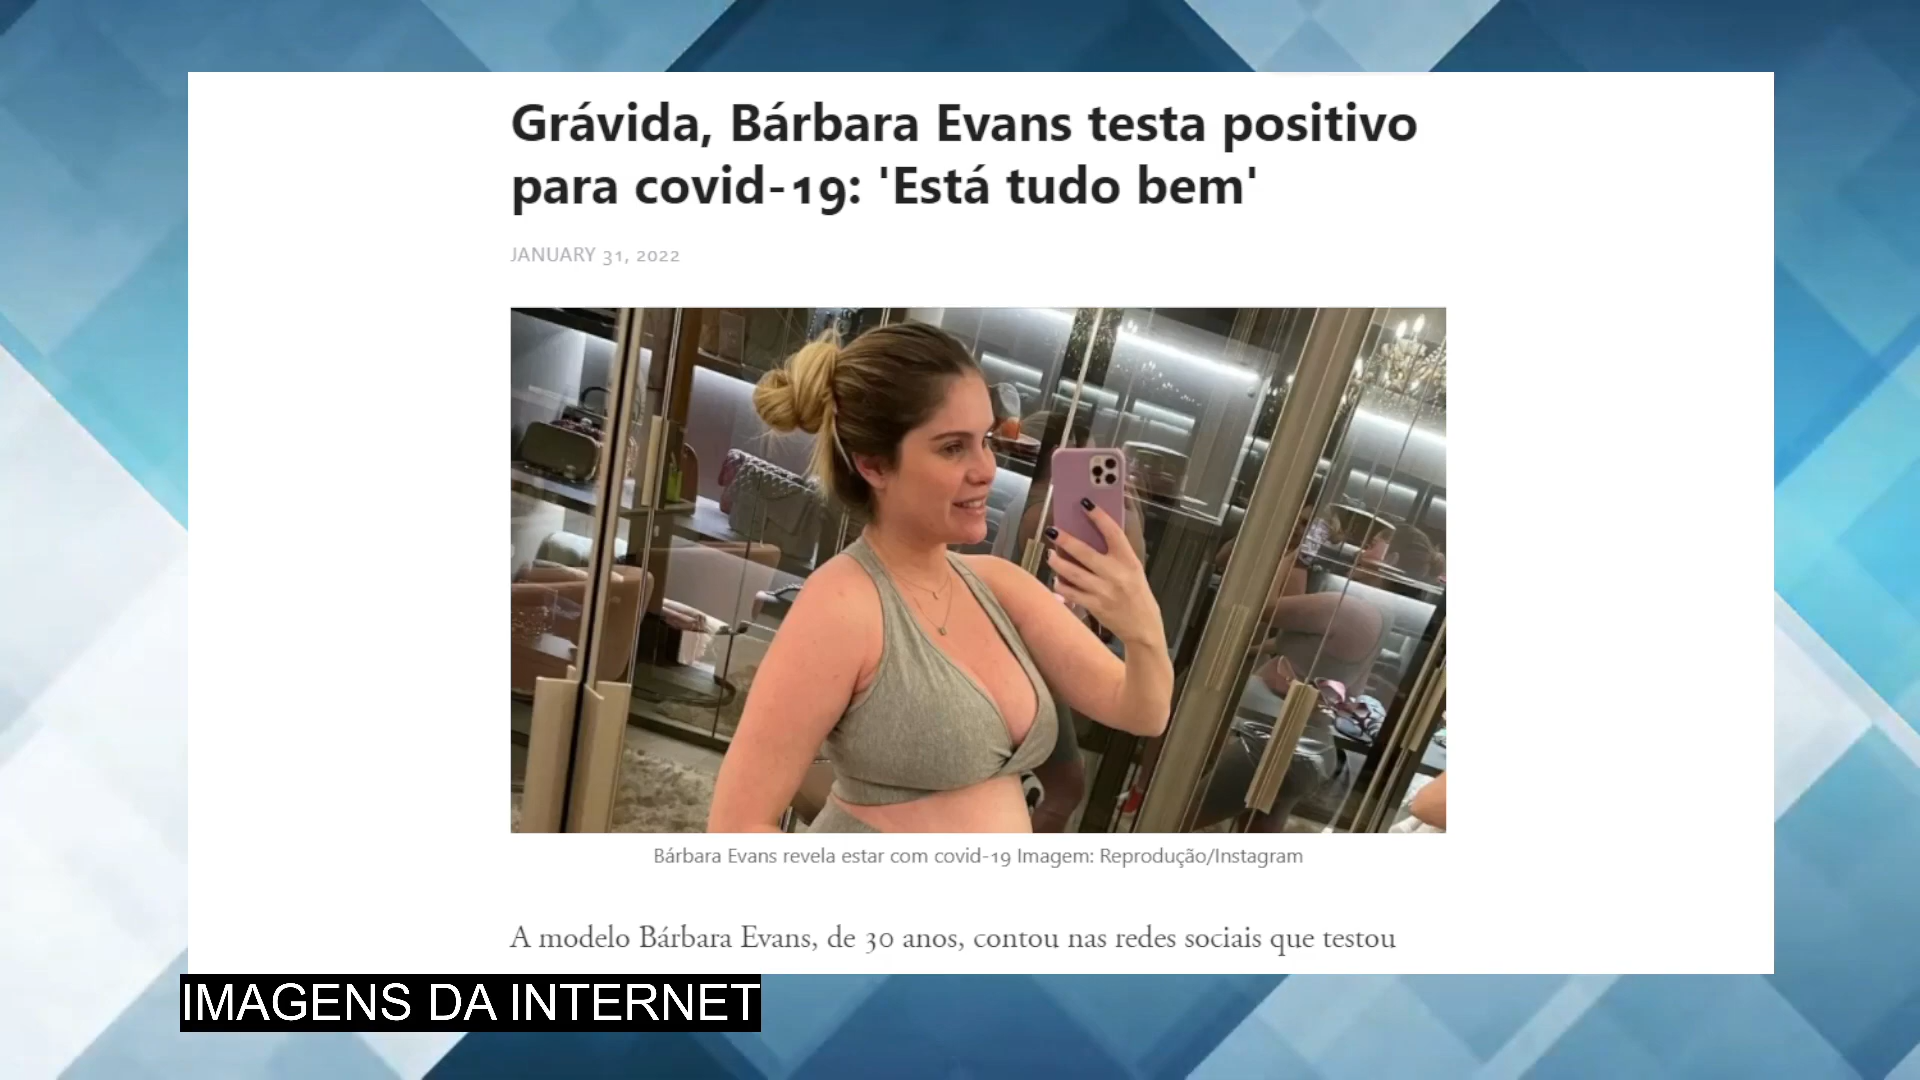 Grávida, Bárbara Evans testa positivo
para covid-19: 'Está tudo bem'
JANUARY 31, 2022
Bárbara Evans revela estar com covid-19 Imagem: Reprodução/Instagram
A modelo Bárbara Evans, de 30 anos, contou nas redes sociais que testou
IMAGENS DA INTERNET